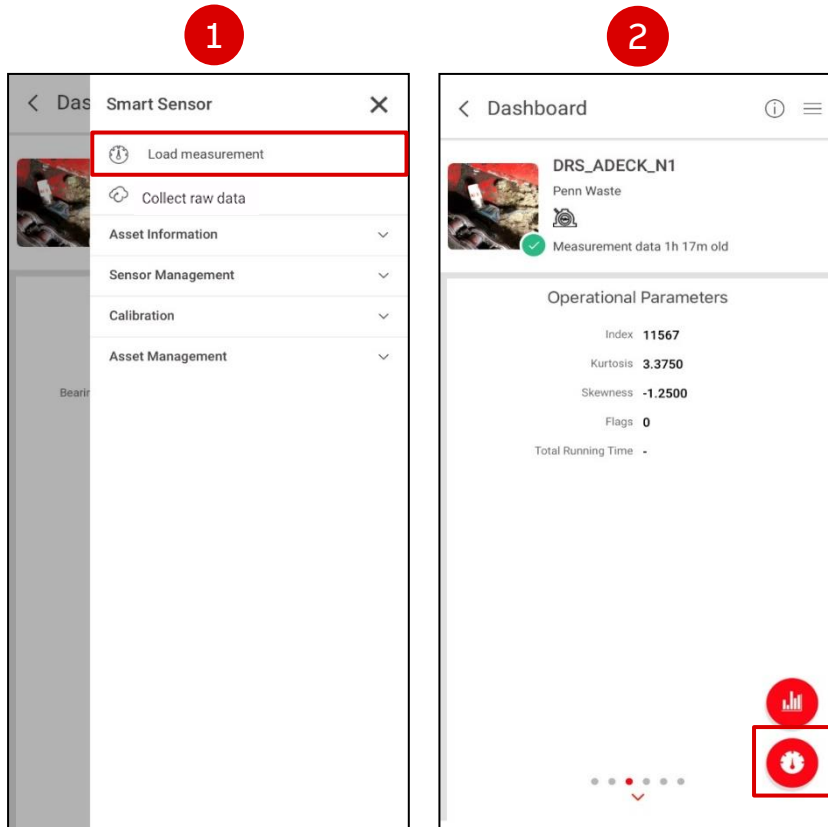 1
Das
Smart Sensor
Load measurement
Collect raw data
Asset Information
Sensor Management
Calibration
Asset Management
Bearin
2
Dashboard
DRS_ADECK_N1
Penn Waste
Measurement data 1h 17m old
Operational Parameters
Index 11567
Kurtosis 3.3750
Skewness -1.2500
Flags 0
Total Running Time -